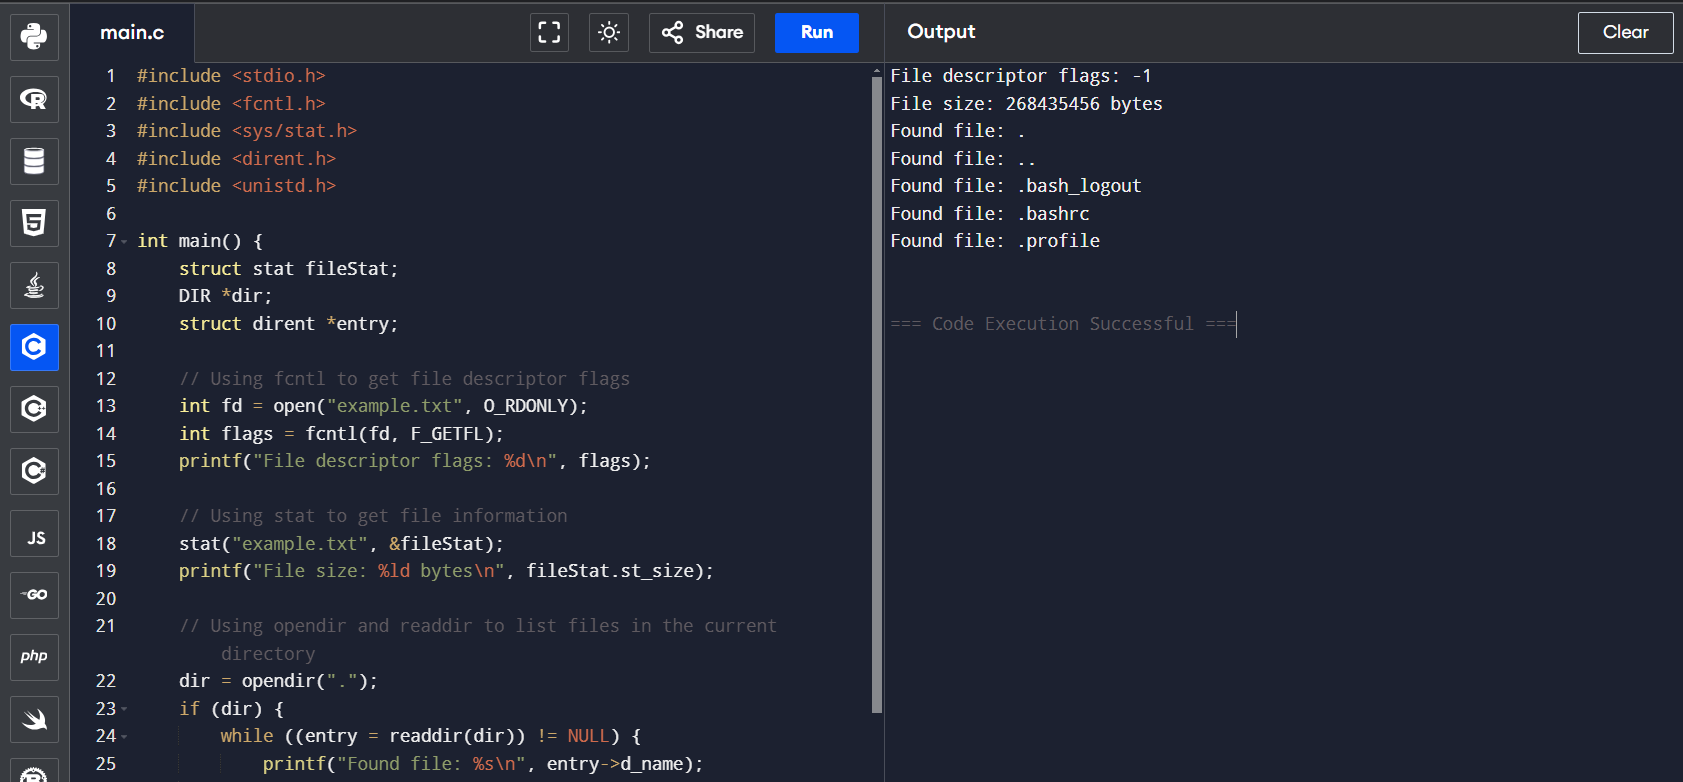 main.c
Share
Run
Output
Clear
1 #include <stdio.h>
2 #include <fcntl.h>
3 #include <sys/stat.h>
4 #include <dirent.h>
5 #include <unistd.h>
6
7 int main() {
8     struct stat fileStat;
9     DIR *dir;
10     struct dirent *entry;
11
12     // Using fcntl to get file descriptor flags
13     int fd = open("example.txt", O_RDONLY);
14     int flags = fcntl(fd, F_GETFL);
15     printf("File descriptor flags: %d\n", flags);
16
17     // Using stat to get file information
18     stat("example.txt", &fileStat);
19     printf("File size: %ld bytes\n", fileStat.st_size);
20
21     // Using opendir and readdir to list files in the current
        directory
22     dir = opendir(".");
23     if (dir) {
24         while ((entry = readdir(dir)) != NULL) {
25             printf("Found file: %s\n", entry->d_name);
File descriptor flags: -1
File size: 268435456 bytes
Found file: .
Found file: ..
Found file: .bash_logout
Found file: .bashrc
Found file: .profile
=== Code Execution Successful ===
R
5
C
C
C
JS
GO
php